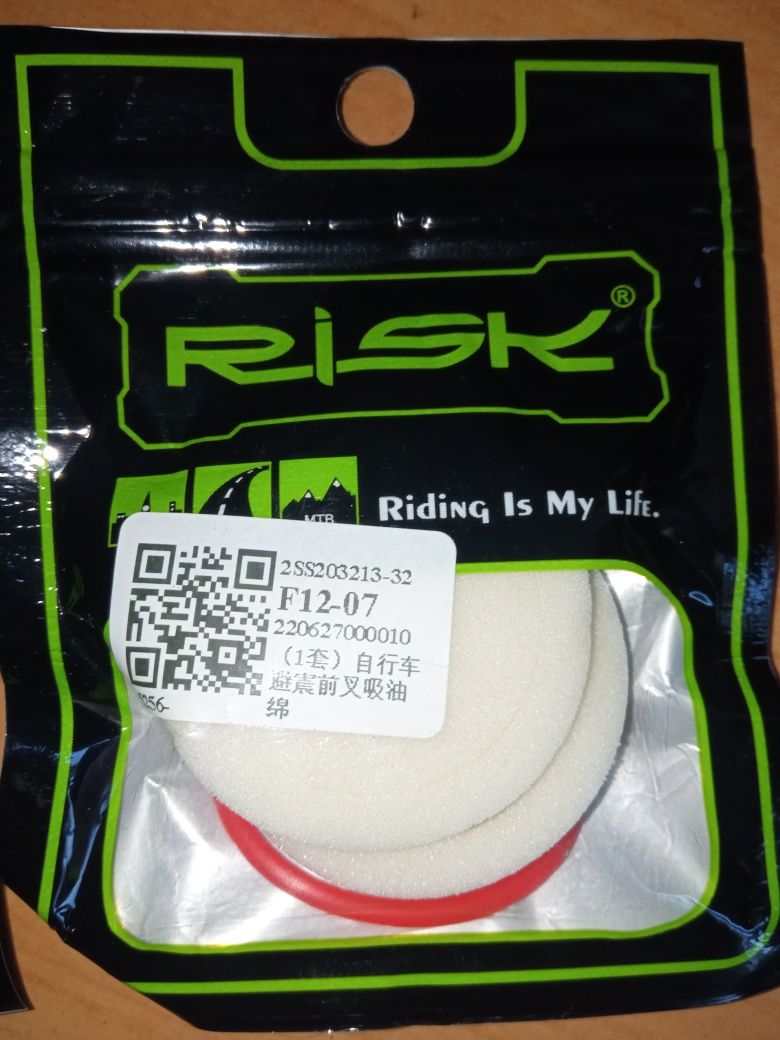 RiSK®
MTB
Riding Is My Life.
2SS203213-32
F12-07
220627000010
（1套）自行车
避震前叉吸油
绵